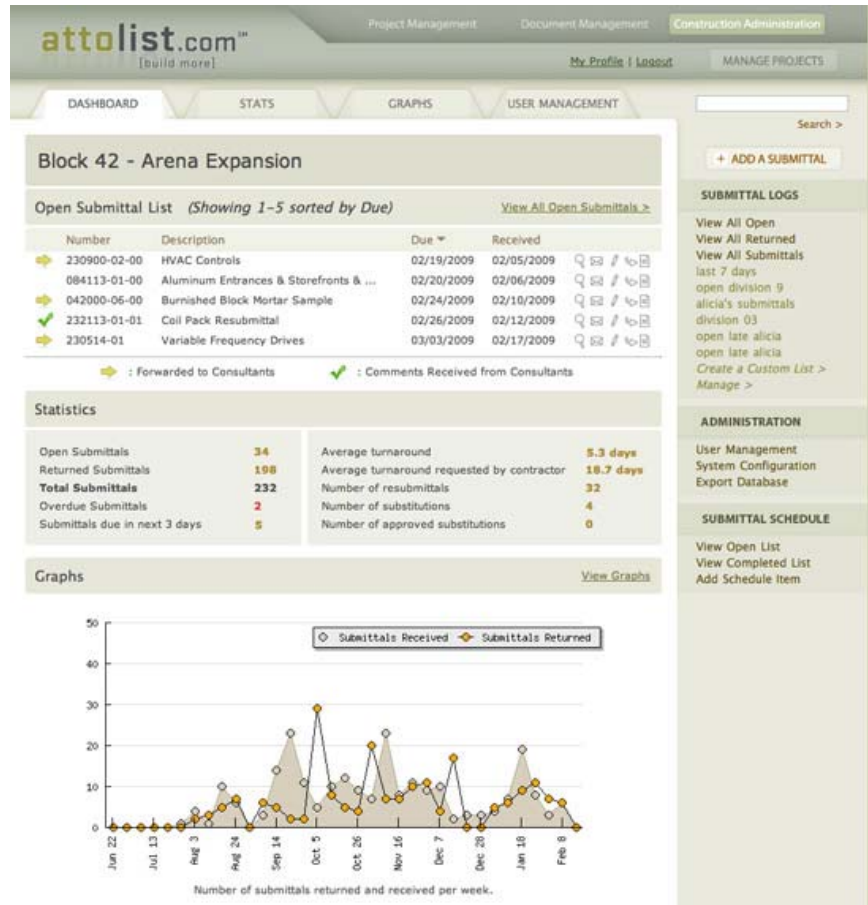 attolist.com™
[build more]
Project Management Document Management Construction Administration
My Profile | Logout MANAGE PROJECTS
DASHBOARD STATS GRAPHS USER MANAGEMENT
Search >
+ ADD A SUBMITTAL
Block 42 - Arena Expansion
Open Submittal List (Showing 1-5 sorted by Due) View All Open Submittals >
Number Description Due Received
230900-02-00 HVAC Controls 02/19/2009 02/05/2009
084113-01-00 Aluminum Entrances & Storefronts & ... 02/20/2009 02/06/2009
042000-06-00 Burnished Block Mortar Sample 02/24/2009 02/10/2009
232113-01-01 Coil Pack Resubmittal 02/26/2009 02/12/2009
230514-01 Variable Frequency Drives 03/03/2009 02/17/2009
: Forwarded to Consultants : Comments Received from Consultants
Statistics
Open Submittals 34
Returned Submittals 198
Total Submittals 232
Overdue Submittals 2
Submittals due in next 3 days 5
Average turnaround 5.3 days
Average turnaround requested by contractor 18.7 days
Number of resubmittals 32
Number of substitutions 4
Number of approved substitutions 0
Graphs View Graphs
Submittals Received Submittals Returned
50
40
30
20
10
0
Jun 22 Jul 13 Aug 3 Aug 24 Sep 14 Oct 5 Oct 26 Nov 16 Dec 7 Dec 28 Jan 18 Feb 8
Number of submittals returned and received per week.
SUBMITTAL LOGS
View All Open
View All Returned
View All Submittals
last 7 days
open division 9
alicia's submittals
division 03
open late alicia
open late alicia
Create a Custom List >
Manage >
ADMINISTRATION
User Management
System Configuration
Export Database
SUBMITTAL SCHEDULE
View Open List
View Completed List
Add Schedule Item